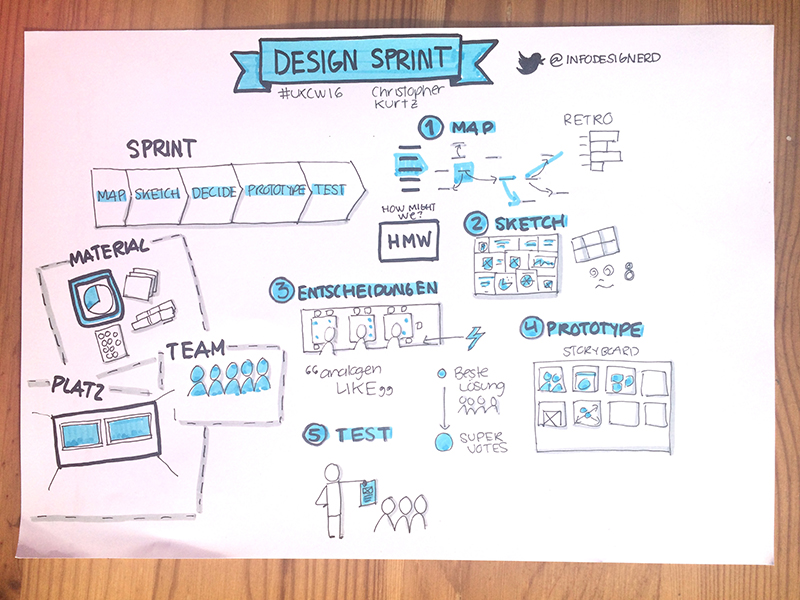 DESIGN SPRINT
@INFODESIGNERD
#UXCW16
Christopher
Kurtz
SPRINT
MAP
SKETCH
DECIDE
PROTOTYPE
TEST
1 MAP
RETRO
HOW MIGHT
WE?
HMW
2 SKETCH
MATERIAL
3 ENTSCHEIDUNGEN
"analogen
LIKE"
Beste
Lösung
SUPER
VOTES
4 PROTOTYPE
STORYBOARD
TEAM
PLATZ
5 TEST